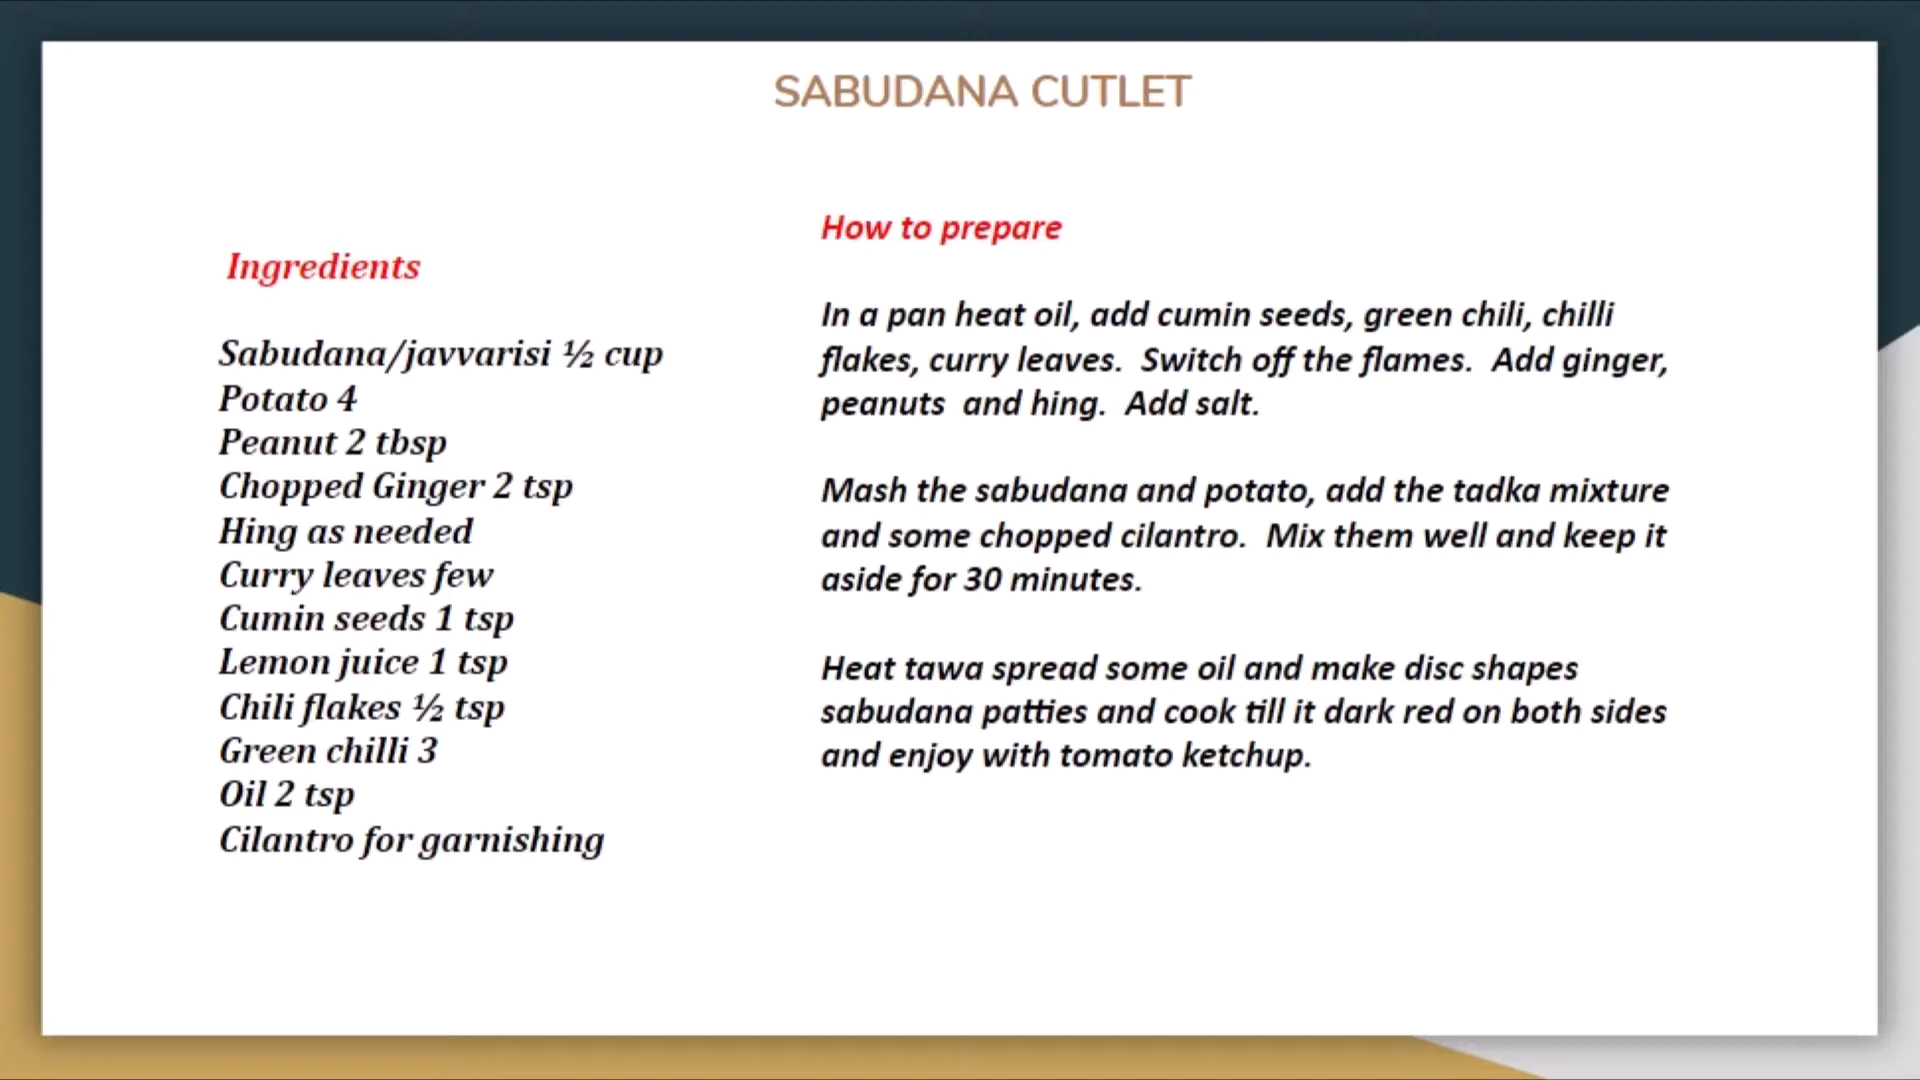 SABUDANA CUTLET
Ingredients
Sabudana/javvarisi ½ cup
Potato 4
Peanut 2 tbsp
Chopped Ginger 2 tsp
Hing as needed
Curry leaves few
Cumin seeds 1 tsp
Lemon juice 1 tsp
Chili flakes ½ tsp
Green chilli 3
Oil 2 tsp
Cilantro for garnishing
How to prepare
In a pan heat oil, add cumin seeds, green chili, chilli
flakes, curry leaves.  Switch off the flames.  Add ginger,
peanuts  and hing.  Add salt.
Mash the sabudana and potato, add the tadka mixture
and some chopped cilantro.  Mix them well and keep it
aside for 30 minutes.
Heat tawa spread some oil and make disc shapes
sabudana patties and cook till it dark red on both sides
and enjoy with tomato ketchup.